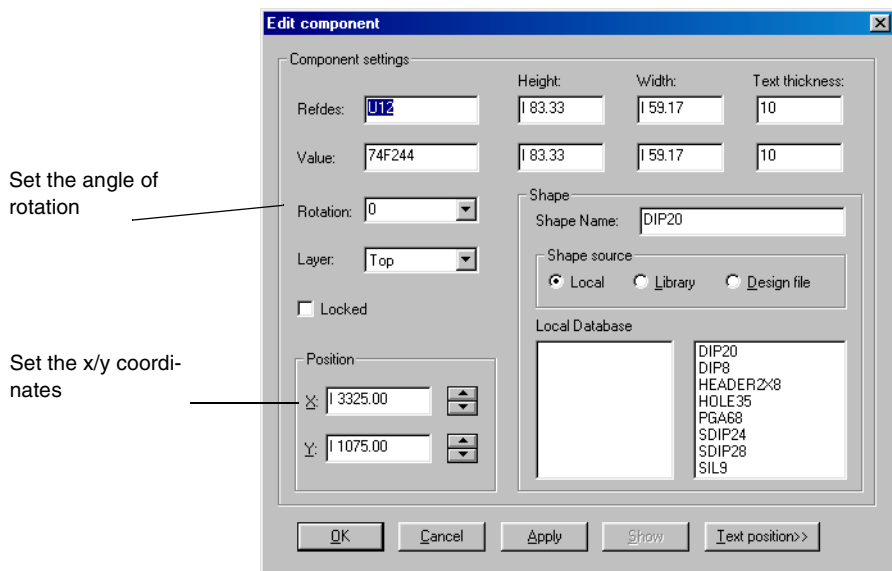 Edit component
Component settings
Height: Width: Text thickness:
Refdes: U12 I 83.33 I 59.17 10
Value: 74F244 I 83.33 I 59.17 10
Set the angle of
rotation
Rotation: 0
Layer: Top
Locked
Shape
Shape Name: DIP20
Shape source
Local Library Design file
Local Database
DIP20
DIP8
HEADER2X8
HOLE35
PGA68
SDIP24
SDIP28
SIL9
Set the x/y coordi-
nates
Position
X: I 3325.00
Y: I 1075.00
OK Cancel Apply Show Text position>>